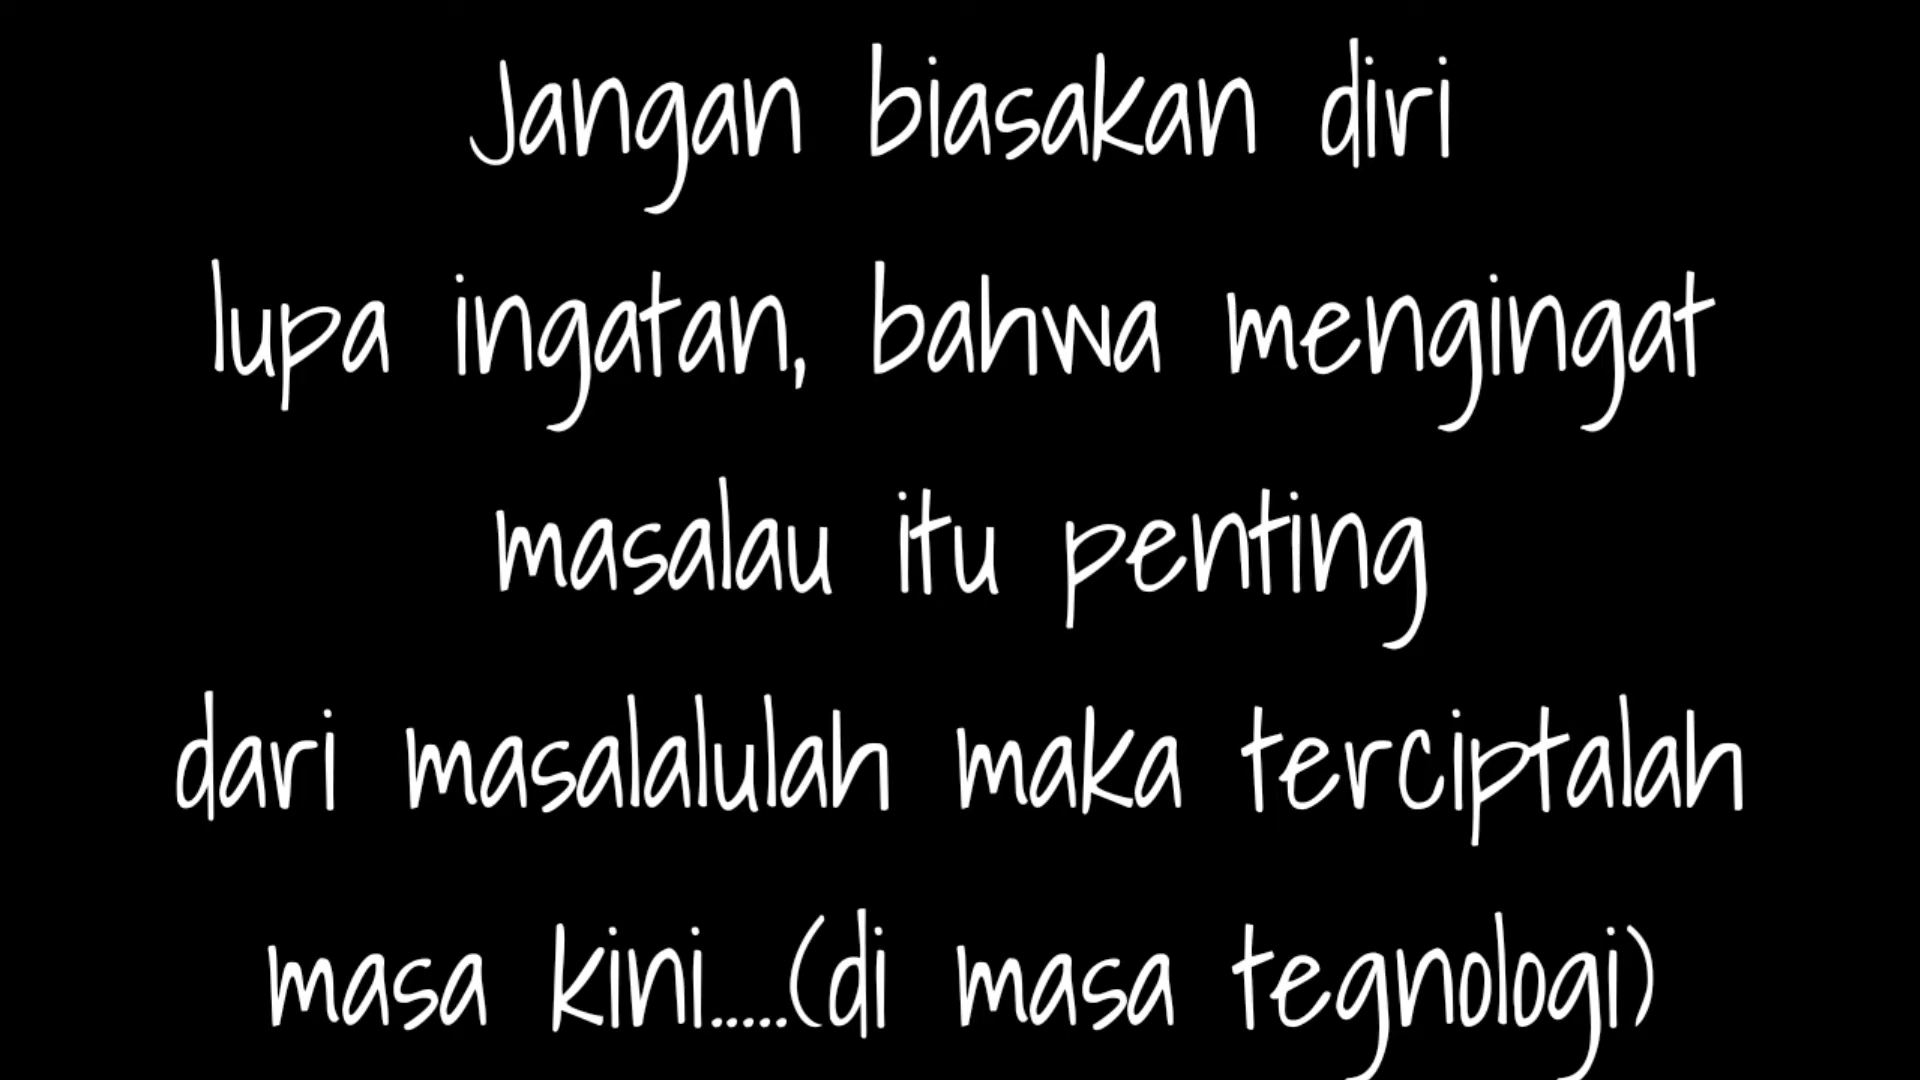 Jangan biasakan diri
lupa ingatan, bahwa mengingat
masalau itu penting
dari masalalulah maka terciptalah
masa kini.....(di masa tegnologi)